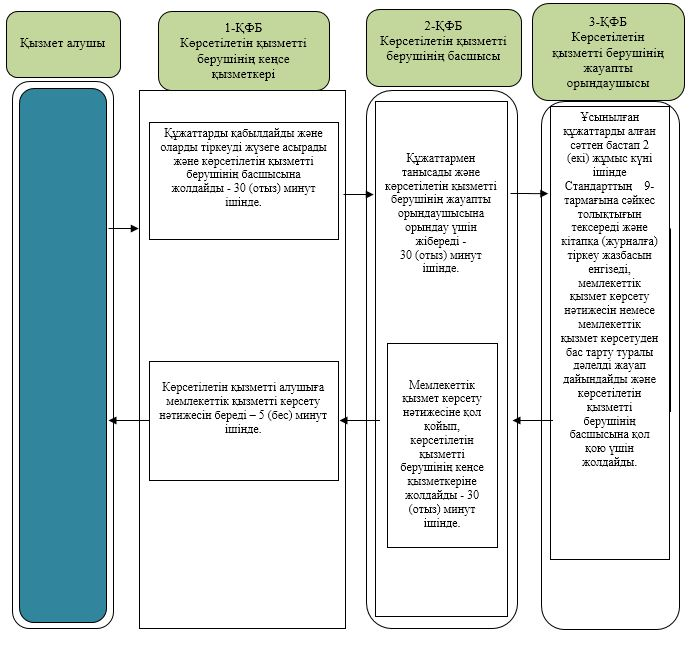 Қызмет алушы
1-ҚФБ
Көрсетілетін қызметті
берушінің кеңсе
қызметкері
2-ҚФБ
Көрсетілетін қызметті
берушінің басшысы
3-ҚФБ
Көрсетілетін
қызметті берушінің
жауапты
орындаушысы
Құжаттарды қабылдайды және
оларды тіркеуді жүзеге асырады
және көрсетілетін қызметті
берушінің басшысына
жолдайды - 30 (отыз) минут
ішінде.
Құжаттармен
танысады және
көрсетілетін қызметті
берушінің жауапты
орындаушысына
орындау үшін
жібереді -
30 (отыз) минут
ішінде.
Ұсынылған
құжаттарды алған
сәттен бастап 2
(екі) жұмыс күні
ішінде
Стандарттың 9-
тармағына сәйкес
толықтығын
тексереді және
кітапка (журналға)
тіркеу жазбасын
енгізеді,
мемлекеттік
қызмет көрсету
нәтижесін немесе
мемлекеттік
қызмет көрсетуден
бас тарту туралы
дәлелді жауап
дайындайды және
көрсетілетін
қызметті
берушінің
басшысына қол
қою үшін
жолдайды.
Мемлекеттік
қызмет көрсету
нәтижесіне қол
қойып,
көрсетілетін
қызметті
берушінің кеңсе
қызметкеріне
жолдайды - 30
(отыз) минут
ішінде.
Көрсетілетін қызметті алушыға
мемлекеттік қызметті көрсету
нәтижесін береді – 5 (бес) минут
ішінде.